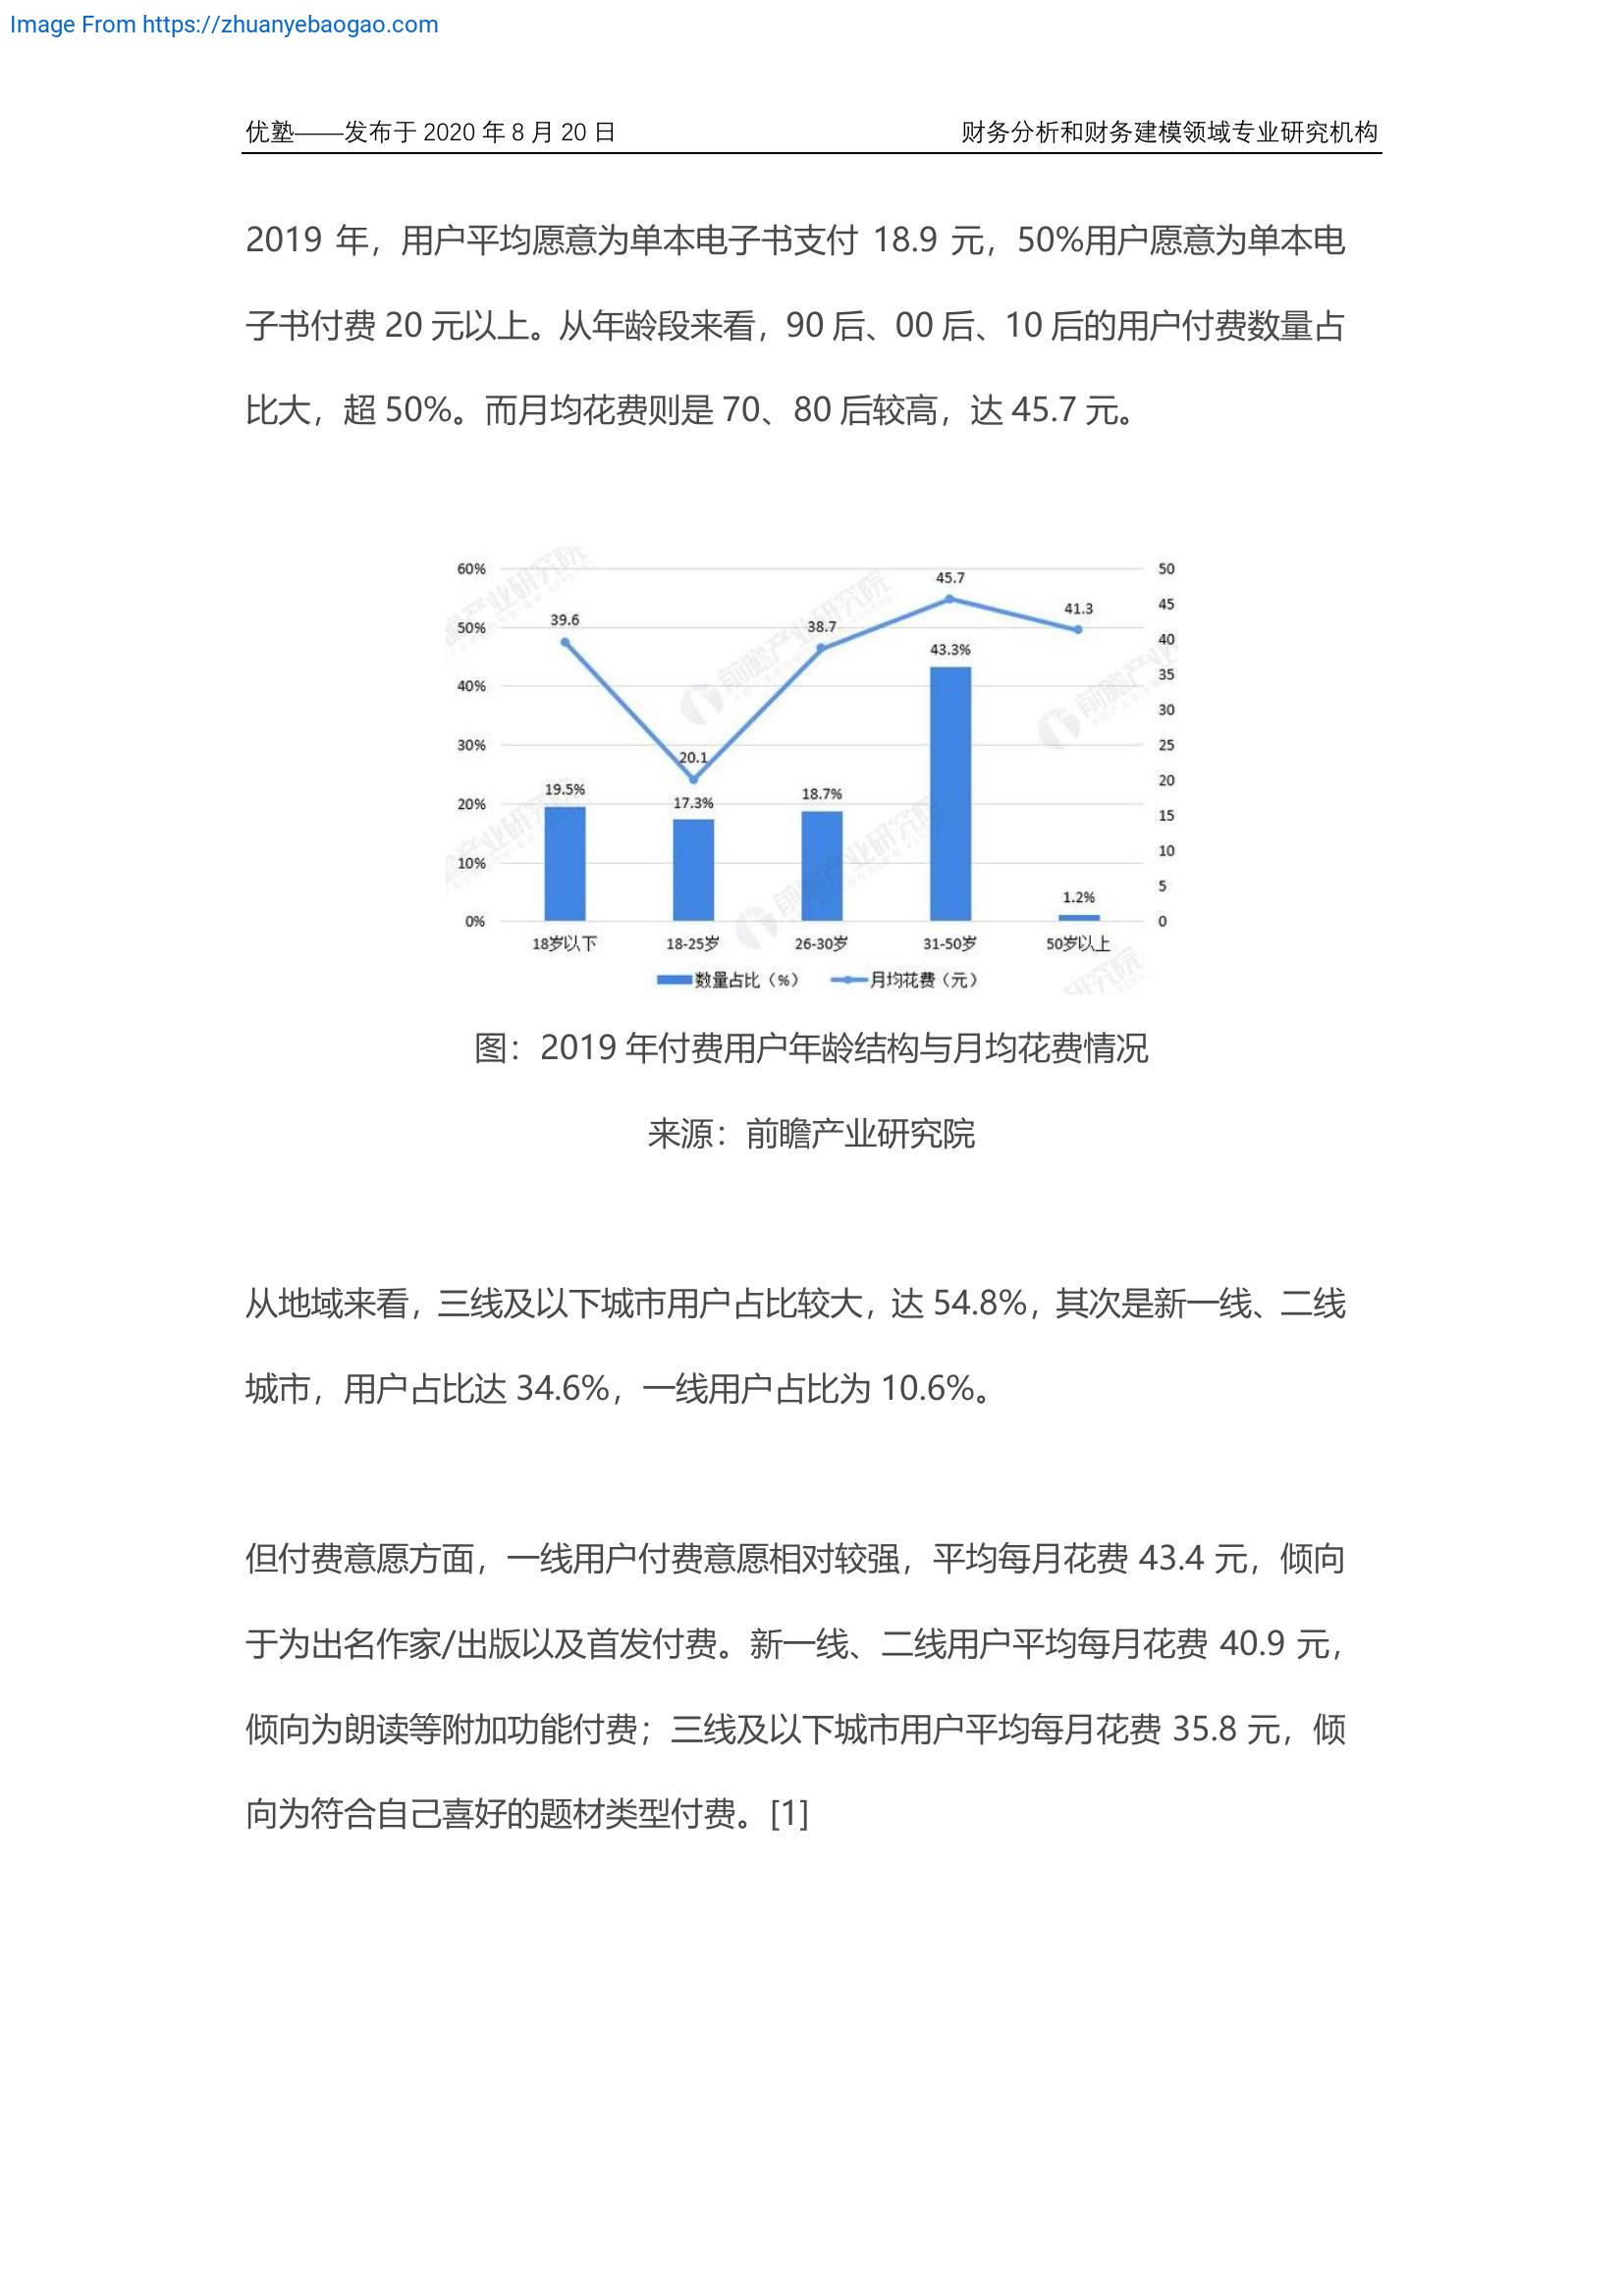 Image From https://zhuanyebaogao.com
优塾——发布于 2020 年 8 月 20 日 财务分析和财务建模领域专业研究机构
2019 年，用户平均愿意为单本电子书支付 18.9 元，50%用户愿意为单本电
子书付费 20 元以上。从年龄段来看，90 后、00 后、10 后的用户付费数量占
比大，超 50%。而月均花费则是 70、80 后较高，达 45.7 元。
60% 50
45.7
45
41.3
39.6
50% 38.7
40
43.3%
35
40%
30
30% 25
20.1
20
19.5% 18.7%
20% 17.3%
15
10% 10
5
1.2%
0% 0
18岁以下 18-25岁 26-30岁 31-50岁 50岁以上
数量占比（%） 月均花费（元）
前瞻产业研究院
前瞻产业研究院
图：2019 年付费用户年龄结构与月均花费情况
来源：前瞻产业研究院
从地域来看，三线及以下城市用户占比较大，达 54.8%，其次是新一线、二线
城市，用户占比达 34.6%，一线用户占比为 10.6%。
但付费意愿方面，一线用户付费意愿相对较强，平均每月花费 43.4 元，倾向
于为出名作家/出版以及首发付费。新一线、二线用户平均每月花费 40.9 元，
倾向为朗读等附加功能付费；三线及以下城市用户平均每月花费 35.8 元，倾
向为符合自己喜好的题材类型付费。[1]